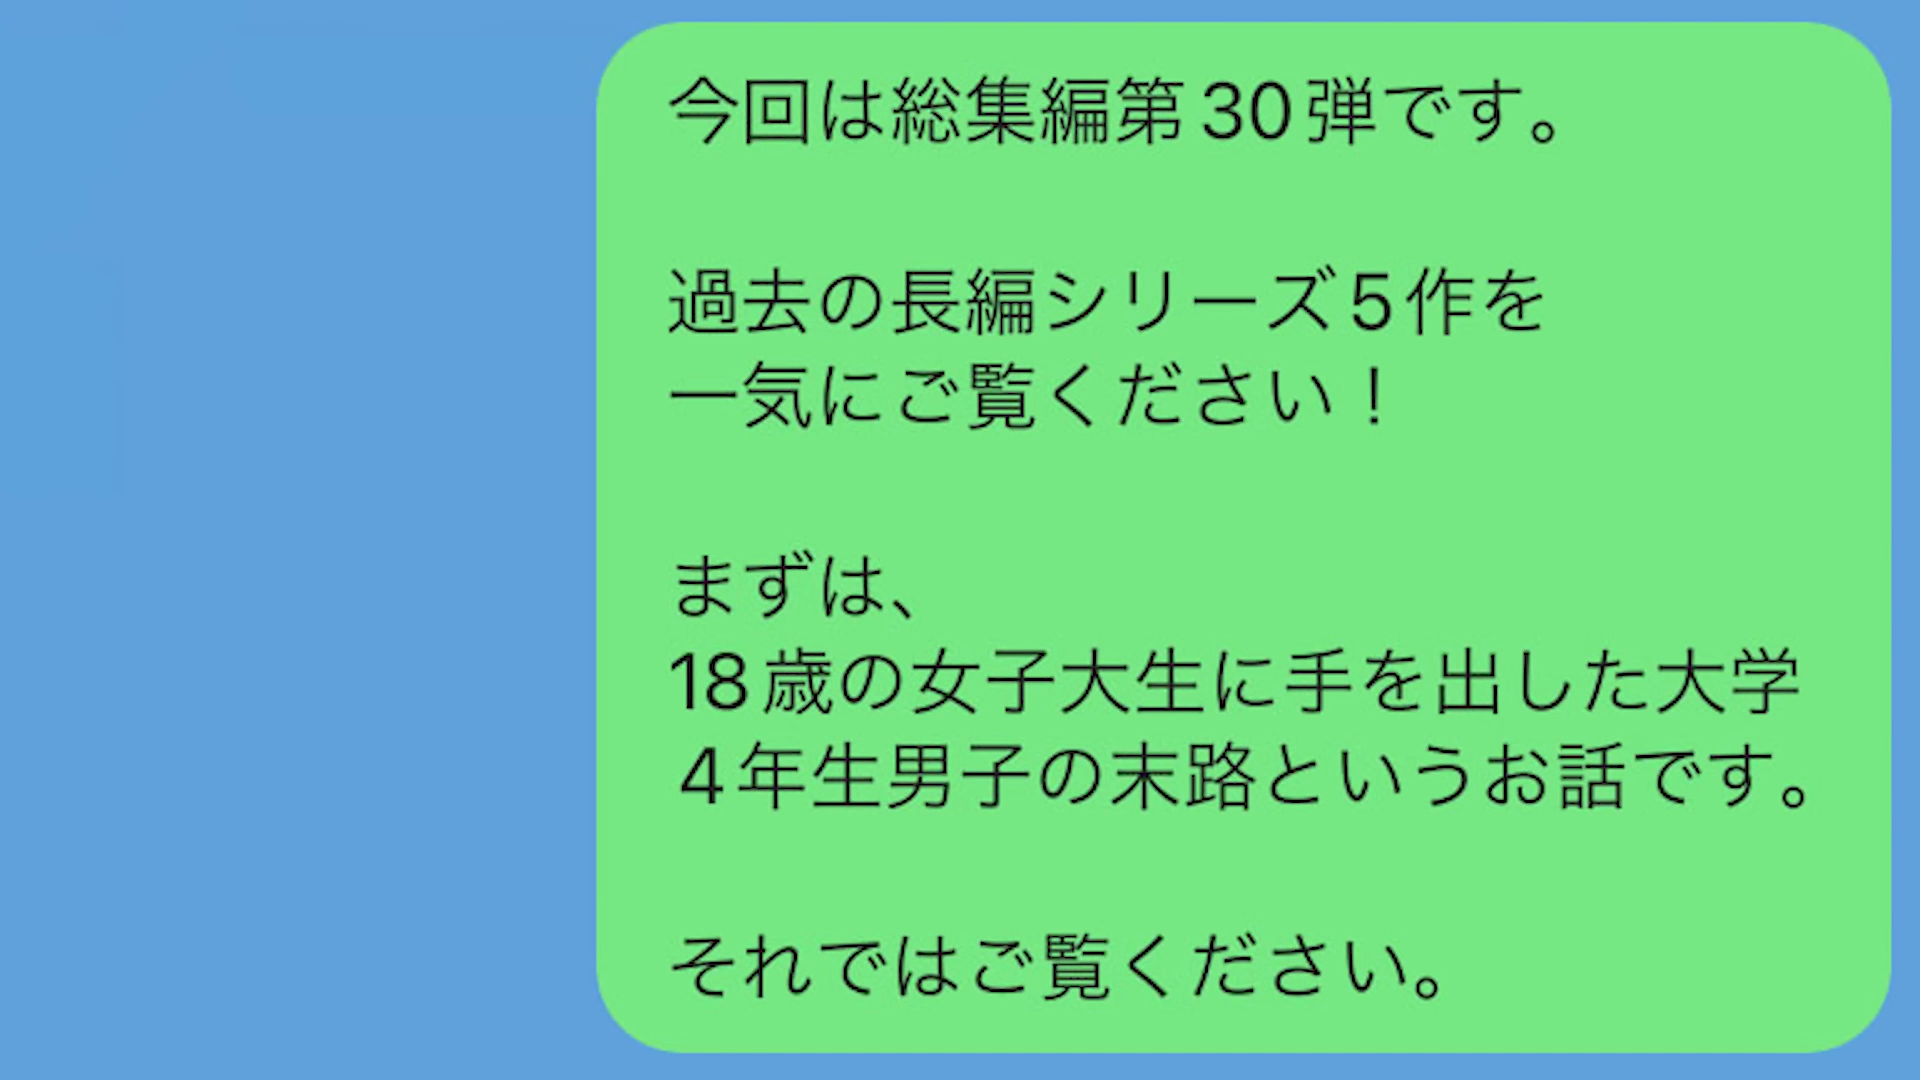 今回は総集編第30弾です。
過去の長編シリーズ5作を
一気にご覧ください！
まずは、
18歳の女子大生に手を出した大学
4年生男子の末路というお話です。
それではご覧ください。